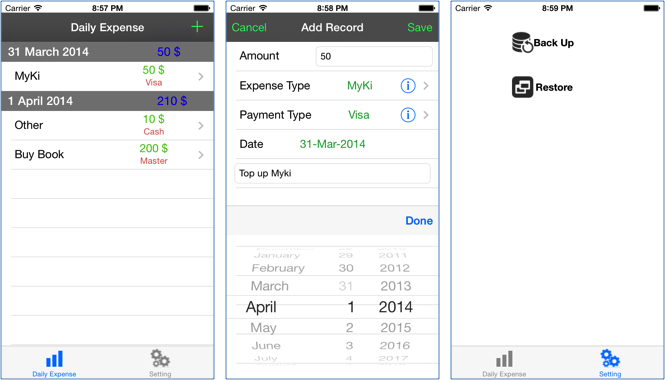 Carrier 8:57 PM
Daily Expense +
31 March 2014 50 $
MyKi 50 $
Visa
1 April 2014 210 $
Other 10 $
Cash
Buy Book 200 $
Master
Daily Expense Setting
Carrier 8:58 PM
Cancel Add Record Save
Amount 50
Expense Type MyKi
Payment Type Visa
Date 31-Mar-2014
Top up Myki
Done
January 29 2011
February 30 2012
March 31 2013
April 1 2014
May 2 2015
June 3 2016
July 4 2017
Carrier 8:59 PM
Back Up
Restore
Daily Expense Setting